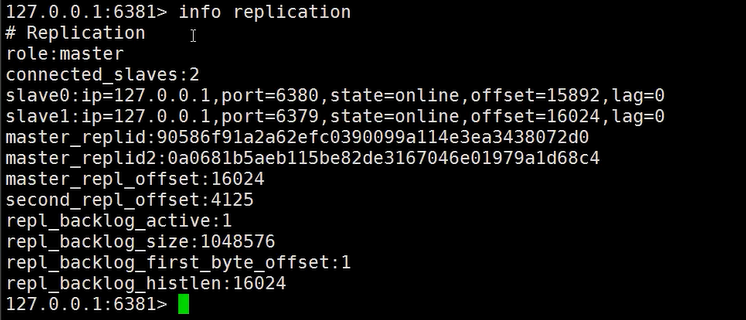 127.0.0.1:6381> info replication
# Replication
role:master
connected_slaves:2
slave0:ip=127.0.0.1,port=6380,state=online,offset=15892,lag=0
slave1:ip=127.0.0.1,port=6379,state=online,offset=16024,lag=0
master_replid:90586f91a2a62efc0390099a114e3ea3438072d0
master_replid2:0a0681b5aeb115be82de3167046e01979a1d68c4
master_repl_offset:16024
second_repl_offset:4125
repl_backlog_active:1
repl_backlog_size:1048576
repl_backlog_first_byte_offset:1
repl_backlog_histlen:16024
127.0.0.1:6381>